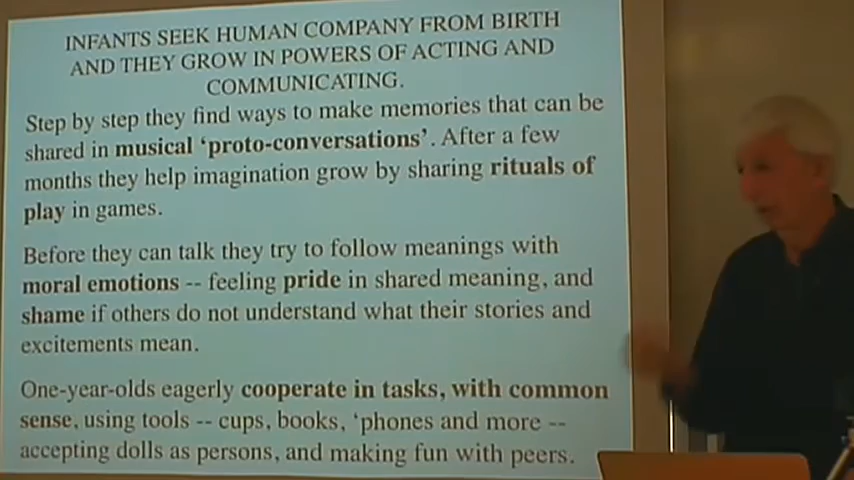 INFANTS SEEK HUMAN COMPANY FROM BIRTH
AND THEY GROW IN POWERS OF ACTING AND
COMMUNICATING.
Step by step they find ways to make memories that can be
shared in musical ‘proto-conversations’. After a few
months they help imagination grow by sharing rituals of
play in games.
Before they can talk they try to follow meanings with
moral emotions -- feeling pride in shared meaning, and
shame if others do not understand what their stories and
excitements mean.
One-year-olds eagerly cooperate in tasks, with common
sense, using tools -- cups, books, ‘phones and more --
accepting dolls as persons, and making fun with peers.